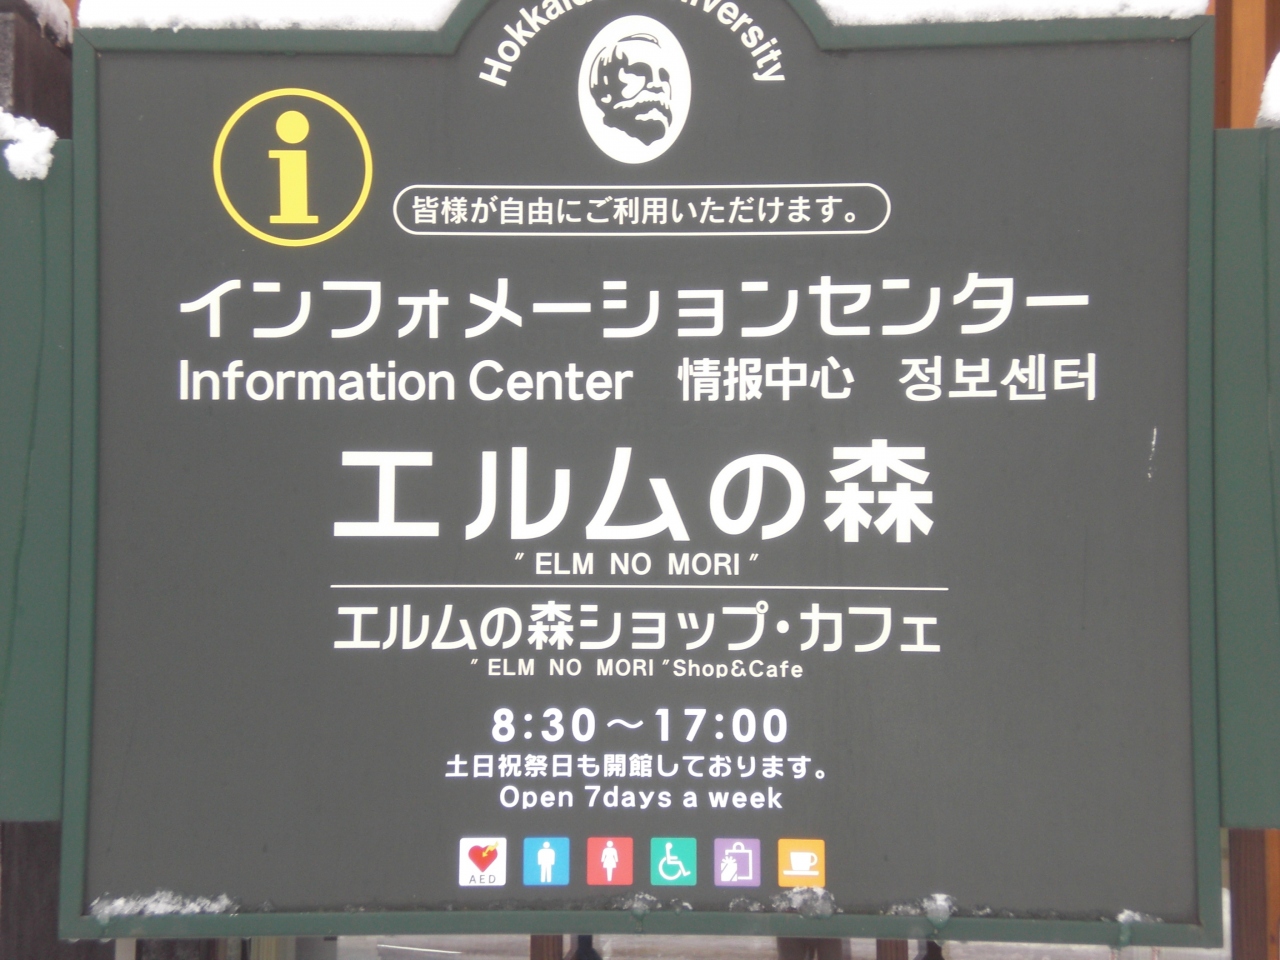 Hokkaido University
皆様が自由にご利用いただけます。
インフォメーションセンター
Information Center 情报中心 정보센터
エルムの森
"ELM NO MORI"
エルムの森ショップ・カフェ
"ELM NO MORI"Shop&Cafe
8:30～17:00
土日祝祭日も開館しております。
Open 7days a week
AED